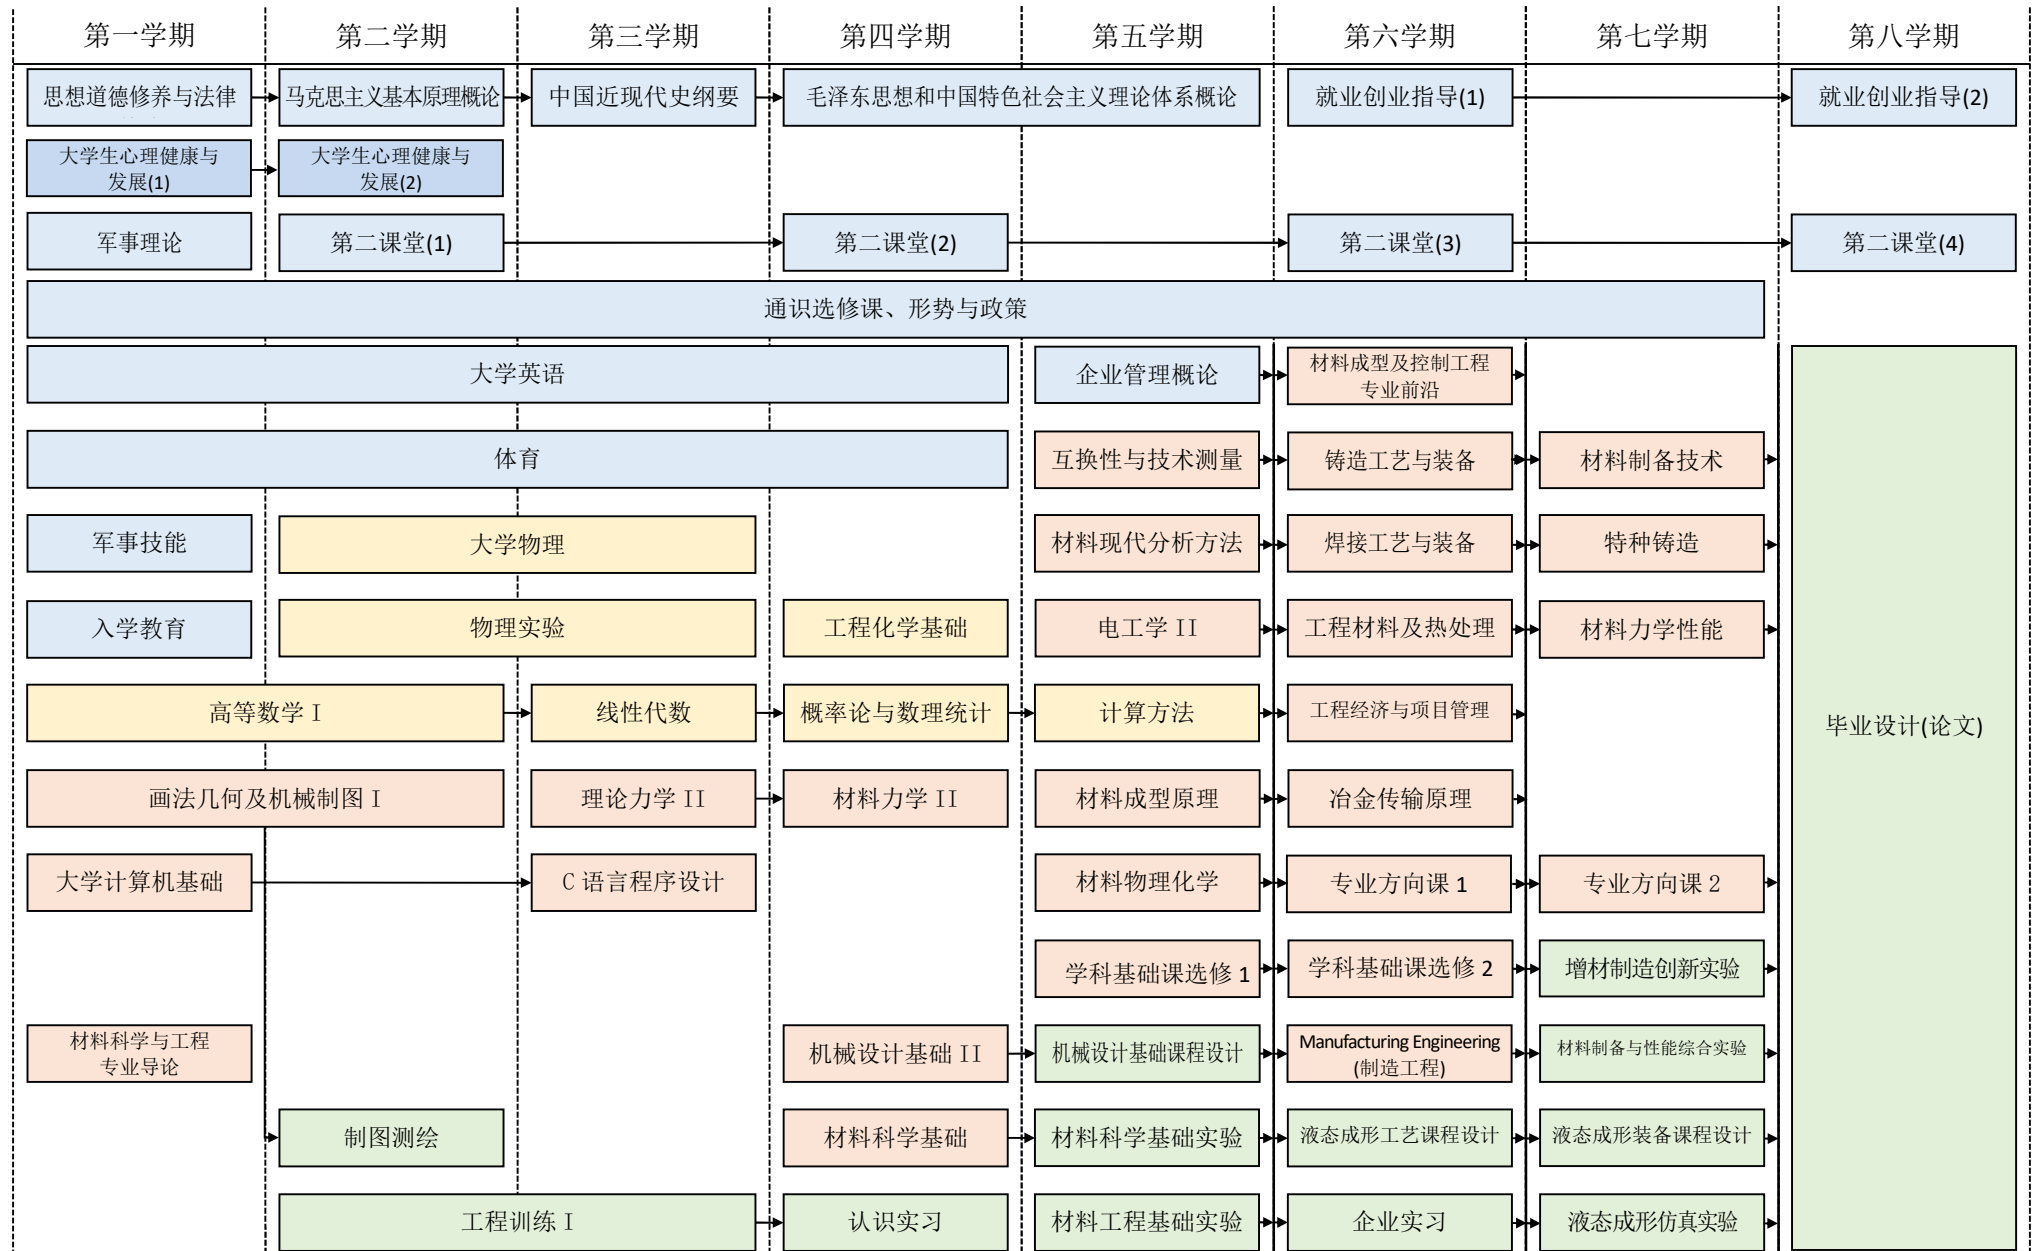 第一学期
第二学期
第三学期
第四学期
第五学期
第六学期
第七学期
第八学期
思想道德修养与法律
马克思主义基本原理概论
中国近现代史纲要
毛泽东思想和中国特色社会主义理论体系概论
就业创业指导(1)
就业创业指导(2)
大学生心理健康与
发展(1)
大学生心理健康与
发展(2)
军事理论
第二课堂(1)
第二课堂(2)
第二课堂(3)
第二课堂(4)
通识选修课、形势与政策
大学英语
企业管理概论
材料成型及控制工程
专业前沿
体育
互换性与技术测量
铸造工艺与装备
材料制备技术
军事技能
大学物理
材料现代分析方法
焊接工艺与装备
特种铸造
入学教育
物理实验
工程化学基础
电工学 II
工程材料及热处理
材料力学性能
高等数学 I
线性代数
概率论与数理统计
计算方法
工程经济与项目管理
毕业设计(论文)
画法几何及机械制图 I
理论力学 II
材料力学 II
材料成型原理
冶金传输原理
大学计算机基础
C 语言程序设计
材料物理化学
专业方向课 1
专业方向课 2
学科基础课选修 1
学科基础课选修 2
增材制造创新实验
材料科学与工程
专业导论
机械设计基础 II
机械设计基础课程设计
Manufacturing Engineering
(制造工程)
材料制备与性能综合实验
制图测绘
材料科学基础
材料科学基础实验
液态成形工艺课程设计
液态成形装备课程设计
工程训练 I
认识实习
材料工程基础实验
企业实习
液态成形仿真实验